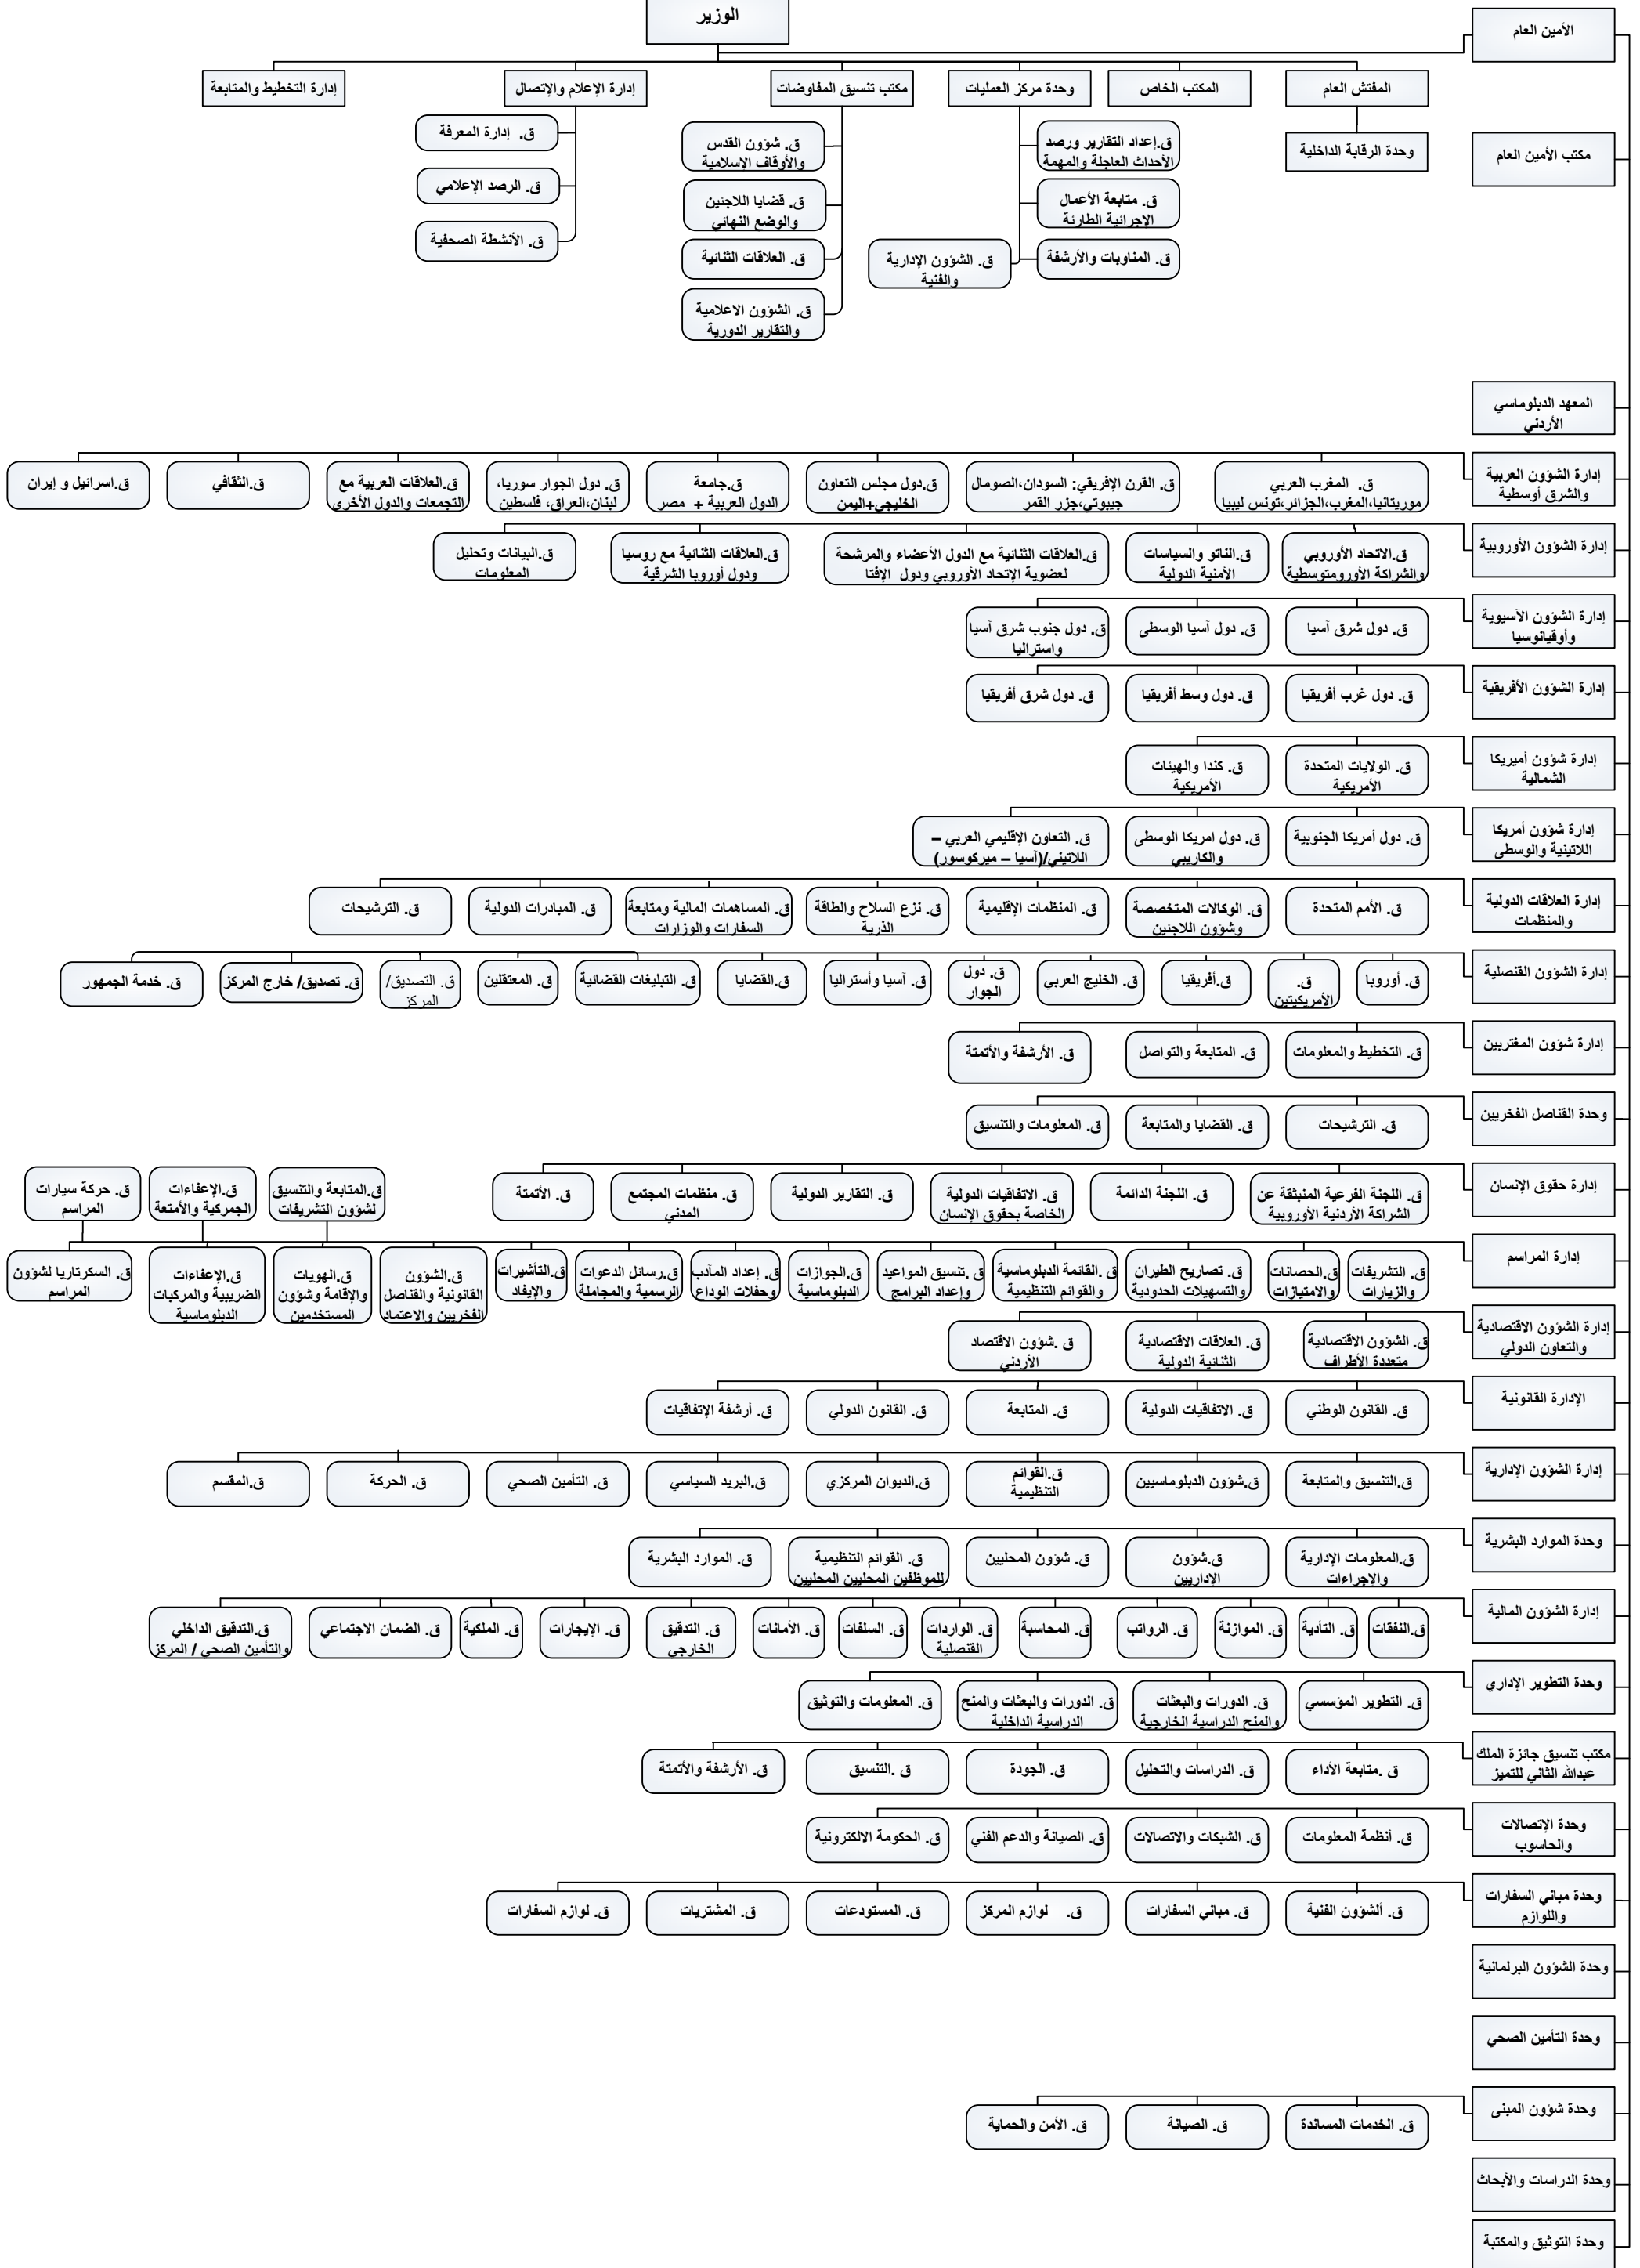 الوزير
الأمين العام
المفتش العام
المكتب الخاص
وحدة مركز العمليات
مكتب تنسيق المفاوضات
إدارة الإعلام والإتصال
إدارة التخطيط والمتابعة
وحدة الرقابة الداخلية
ق.إعداد التقارير ورصد
الأحداث العاجلة والمهمة
ق. متابعة الأعمال
الاجرائية الطارئة
ق. المناوبات والأرشفة
ق. الشؤون الإدارية
والفنية
ق. شؤون القدس
والأوقاف الإسلامية
ق. قضايا اللاجئين
والوضع النهائي
ق. العلاقات الثنائية
ق. الشؤون الاعلامية
والتقارير الدورية
ق. إدارة المعرفة
ق. الرصد الإعلامي
ق. الأنشطة الصحفية
مكتب الأمين العام
المعهد الدبلوماسي
الأردني
إدارة الشؤون العربية
والشرق أوسطية
ق. المغرب العربي
موريتانيا،المغرب،الجزائر،تونس ليبيا
ق. القرن الإفريقي: السودان،الصومال
جيبوتي،جزر القمر
ق.دول مجلس التعاون
الخليجي+اليمن
ق.جامعة
الدول العربية + مصر
ق. دول الجوار سوريا،
لبنان،العراق، فلسطين
ق.العلاقات العربية مع
التجمعات والدول الأخرى
ق.الثقافي
ق.اسرائيل و إيران
إدارة الشؤون الأوروبية
ق.الاتحاد الأوروبي
والشراكة الأورومتوسطية
ق.الناتو والسياسات
الأمنية الدولية
ق.العلاقات الثنائية مع الدول الأعضاء والمرشحة
لعضوية الإتحاد الأوروبي ودول الإفتا
ق.العلاقات الثنائية مع روسيا
ودول أوروبا الشرقية
ق.البيانات وتحليل
المعلومات
إدارة الشؤون الآسيوية
وأوقيانوسيا
ق. دول شرق آسيا
ق. دول آسيا الوسطى
ق. دول جنوب شرق آسيا
واستراليا
إدارة الشؤون الأفريقية
ق. دول غرب أفريقيا
ق. دول وسط أفريقيا
ق. دول شرق أفريقيا
إدارة شؤون أميريكا
الشمالية
ق. الولايات المتحدة
الأمريكية
ق. كندا والهيئات
الأمريكية
إدارة شؤون أمريكا
اللاتينية والوسطى
ق. دول أمريكا الجنوبية
ق. دول امريكا الوسطى
والكاريبي
ق. التعاون الإقليمي العربي –
اللاتيني/(آسيا – ميركوسور)
إدارة العلاقات الدولية
والمنظمات
ق. الأمم المتحدة
ق. الوكالات المتخصصة
وشؤون اللاجئين
ق. المنظمات الإقليمية
ق. نزع السلاح والطاقة
الذرية
ق. المساهمات المالية ومتابعة
السفارات والوزارات
ق. المبادرات الدولية
ق. الترشيحات
إدارة الشؤون القنصلية
ق. أوروبا
ق.
الأمريكيتين
ق.أفريقيا
ق. الخليج العربي
ق. دول
الجوار
ق. آسيا وأستراليا
ق.القضايا
ق. التبليغات القضائية
ق. المعتقلين
ق. التصديق/
المركز
ق. تصديق/ خارج المركز
ق. خدمة الجمهور
إدارة شؤون المغتربين
ق. التخطيط والمعلومات
ق. المتابعة والتواصل
ق. الأرشفة والأتمتة
وحدة القناصل الفخريين
ق. الترشيحات
ق. القضايا والمتابعة
ق. المعلومات والتنسيق
إدارة حقوق الإنسان
ق. اللجنة الفرعية المنبثقة عن
الشراكة الأردنية الأوروبية
ق. اللجنة الدائمة
ق. الاتفاقيات الدولية
الخاصة بحقوق الإنسان
ق. التقارير الدولية
ق. منظمات المجتمع
المدني
ق. الأتمتة
ق.المتابعة والتنسيق
لشؤون التشريفات
ق.الإعفاءات
الجمركية والأمتعة
ق. حركة سيارات
المراسم
إدارة المراسم
ق. التشريفات
والزيارات
ق.الحصانات
والامتيازات
ق. تصاريح الطيران
والتسهيلات الحدودية
ق .القائمة الدبلوماسية
والقوائم التنظيمية
ق .تنسيق المواعيد
وإعداد البرامج
ق.الجوازات
الدبلوماسية
ق. إعداد المآدب
وحفلات الوداع
ق.رسائل الدعوات
الرسمية والمجاملة
ق.التأشيرات
والإيفاد
ق.الشؤون
القانونية والقناصل
الفخريين والاعتماد
ق.الهويات
والإقامة وشؤون
المستخدمين
ق.الإعفاءات
الضريبية والمركبات
الدبلوماسية
ق. السكرتاريا لشؤون
المراسم
إدارة الشؤون الاقتصادية
والتعاون الدولي
ق. الشؤون الاقتصادية
متعددة الأطراف
ق. العلاقات الاقتصادية
الثنائية الدولية
ق .شؤون الاقتصاد
الأردني
الإدارة القانونية
ق. القانون الوطني
ق. الاتفاقيات الدولية
ق. المتابعة
ق. القانون الدولي
ق. أرشفة الإتفاقيات
إدارة الشؤون الإدارية
ق.التنسيق والمتابعة
ق.شؤون الدبلوماسيين
ق.القوائم
التنظيمية
ق.الديوان المركزي
ق.البريد السياسي
ق. التأمين الصحي
ق. الحركة
ق.المقسم
وحدة الموارد البشرية
ق.المعلومات الإدارية
والاجراءات
ق.شؤون
الإداريين
ق. شؤون المحليين
ق. القوائم التنظيمية
للموظفين المحليين المحليين
ق. الموارد البشرية
إدارة الشؤون المالية
ق.النفقات
ق. التأدية
ق. الموازنة
ق. الرواتب
ق. المحاسبة
ق. الواردات
القنصلية
ق. السلفات
ق. الأمانات
ق. التدقيق
الخارجي
ق. الإيجارات
ق. الملكية
ق. الضمان الاجتماعي
ق.التدقيق الداخلي
والتأمين الصحي / المركز
وحدة التطوير الإداري
ق. التطوير المؤسسي
ق. الدورات والبعثات
والمنح الدراسية الخارجية
ق. الدورات والبعثات والمنح
الدراسية الداخلية
ق. المعلومات والتوثيق
مكتب تنسيق جائزة الملك
عبدالله الثاني للتميز
ق .متابعة الأداء
ق. الدراسات والتحليل
ق. الجودة
ق .التنسيق
ق. الأرشفة والأتمتة
وحدة الإتصالات
والحاسوب
ق. أنظمة المعلومات
ق. الشبكات والاتصالات
ق. الصيانة والدعم الفني
ق. الحكومة الالكترونية
وحدة مباني السفارات
واللوازم
ق. ألشؤون الفنية
ق. مباني السفارات
ق. لوازم المركز
ق. المستودعات
ق. المشتريات
ق. لوازم السفارات
وحدة الشؤون البرلمانية
وحدة التأمين الصحي
وحدة شؤون المبنى
ق. الخدمات المساندة
ق. الصيانة
ق. الأمن والحماية
وحدة الدراسات والأبحاث
وحدة التوثيق والمكتبة